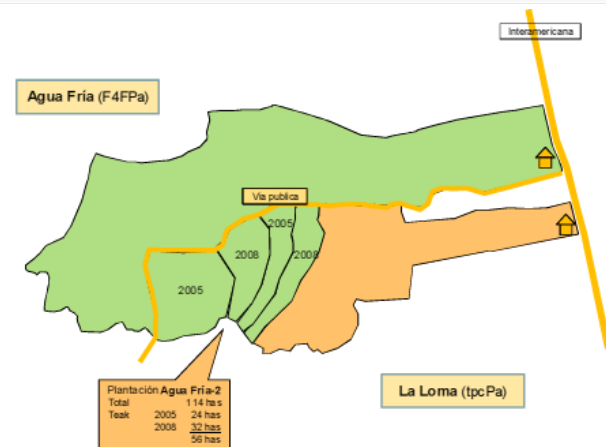 Interamericana
Agua Fría (F4FPa)
Via publica
2005
2008
2008
2005
La Loma (tpcPa)
Plantación Agua Fría-2
Total 114 has
Teak 2005 24 has
2008 32 has
56 has